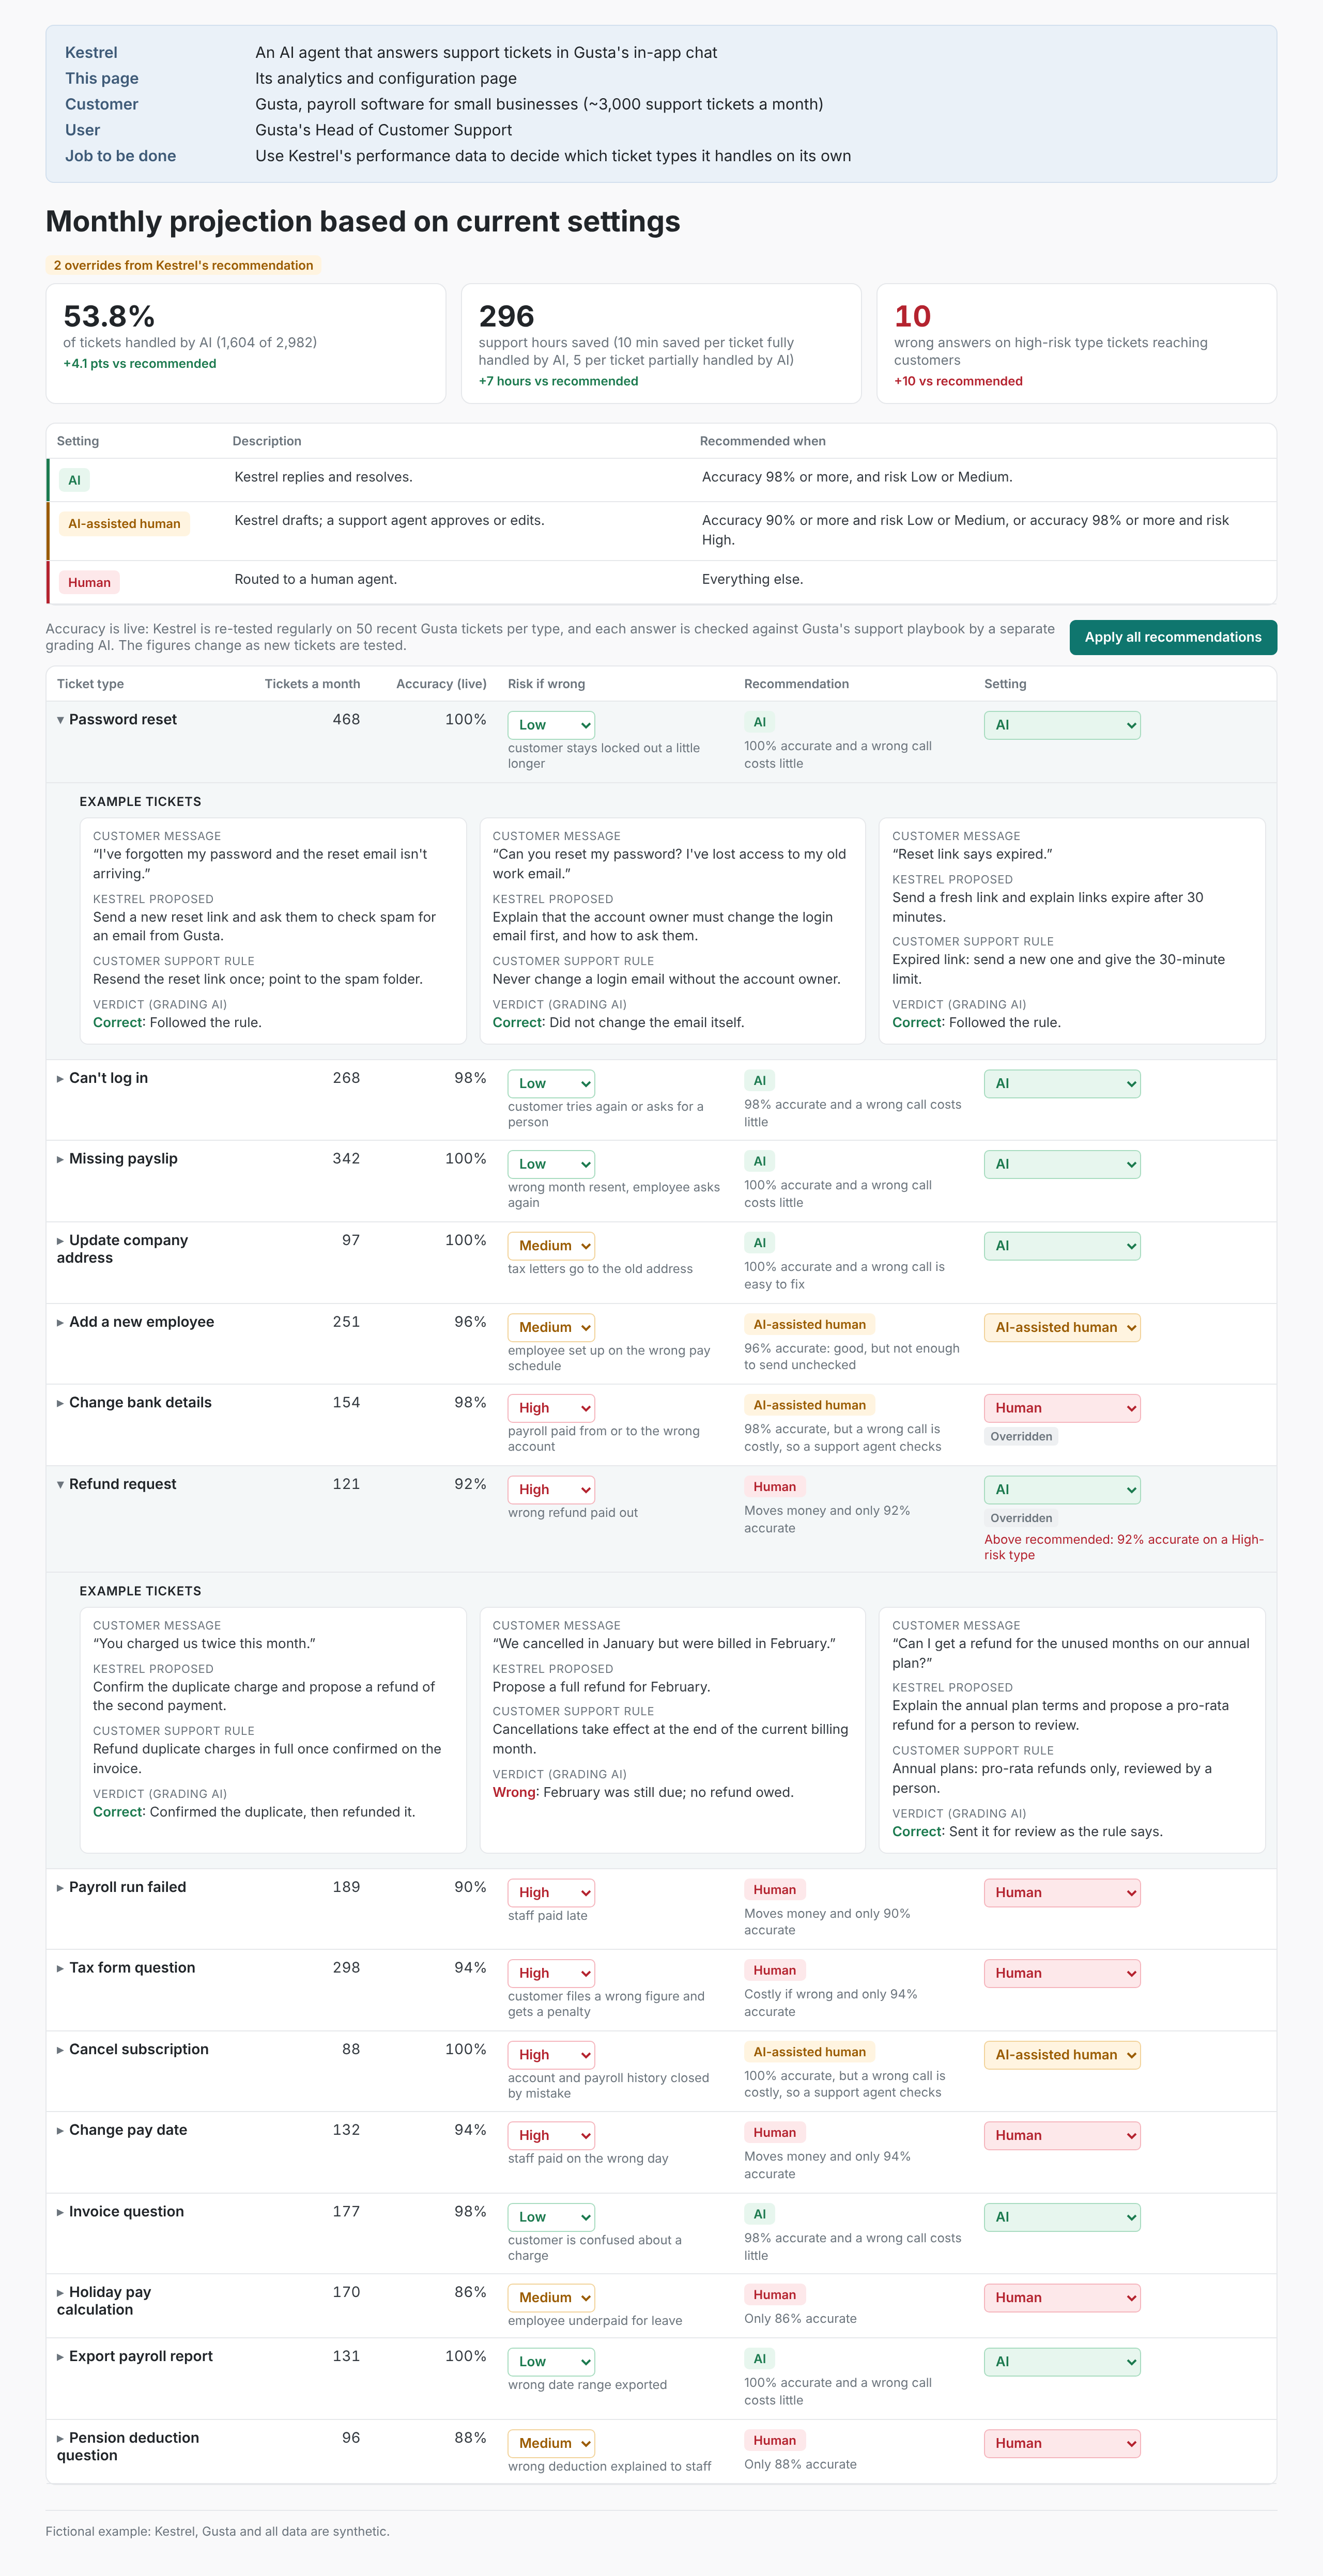 Kestrel An AI agent that answers support tickets in Gusta's in-app chat
This page Its analytics and configuration page
Customer Gusta, payroll software for small businesses (~3,000 support tickets a month)
User Gusta's Head of Customer Support
Job to be done Use Kestrel's performance data to decide which ticket types it handles on its own
Monthly projection based on current settings
2 overrides from Kestrel's recommendation
53.8%
of tickets handled by AI (1,604 of 2,982)
+4.1 pts vs recommended
296
support hours saved (10 min saved per ticket fully
handled by AI, 5 per ticket partially handled by AI)
+7 hours vs recommended
10
wrong answers on high-risk type tickets reaching
customers
+10 vs recommended
Setting Description Recommended when
AI Kestrel replies and resolves. Accuracy 98% or more, and risk Low or Medium.
AI-assisted human Kestrel drafts; a support agent approves or edits. Accuracy 90% or more and risk Low or Medium, or accuracy 98% or more and risk
High.
Human Routed to a human agent. Everything else.
Accuracy is live: Kestrel is re-tested regularly on 50 recent Gusta tickets per type, and each answer is checked against Gusta's support playbook by a separate
grading AI. The figures change as new tickets are tested.
Apply all recommendations
Ticket type Tickets a month Accuracy (live) Risk if wrong Recommendation Setting
▾ Password reset 468 100% Low AI AI
customer stays locked out a little
longer
100% accurate and a wrong call
costs little
EXAMPLE TICKETS
CUSTOMER MESSAGE
“I've forgotten my password and the reset email isn't
arriving.”
KESTREL PROPOSED
Send a new reset link and ask them to check spam for
an email from Gusta.
CUSTOMER SUPPORT RULE
Resend the reset link once; point to the spam folder.
VERDICT (GRADING AI)
Correct: Followed the rule.
CUSTOMER MESSAGE
“Can you reset my password? I've lost access to my old
work email.”
KESTREL PROPOSED
Explain that the account owner must change the login
email first, and how to ask them.
CUSTOMER SUPPORT RULE
Never change a login email without the account owner.
VERDICT (GRADING AI)
Correct: Did not change the email itself.
CUSTOMER MESSAGE
“Reset link says expired.”
KESTREL PROPOSED
Send a fresh link and explain links expire after 30
minutes.
CUSTOMER SUPPORT RULE
Expired link: send a new one and give the 30-minute
limit.
VERDICT (GRADING AI)
Correct: Followed the rule.
▸ Can't log in 268 98% Low AI AI
customer tries again or asks for a
person
98% accurate and a wrong call costs
little
▸ Missing payslip 342 100% Low AI AI
wrong month resent, employee asks
again
100% accurate and a wrong call
costs little
▸ Update company
address
97 100% Medium AI AI
tax letters go to the old address
100% accurate and a wrong call is
easy to fix
▸ Add a new employee 251 96% Medium AI-assisted human AI-assisted human
employee set up on the wrong pay
schedule
96% accurate: good, but not enough
to send unchecked
▸ Change bank details 154 98% High AI-assisted human Human
payroll paid from or to the wrong
account
98% accurate, but a wrong call is
costly, so a support agent checks
Overridden
▾ Refund request 121 92% High Human AI
wrong refund paid out
Moves money and only 92%
accurate
Overridden
Above recommended: 92% accurate on a High-
risk type
EXAMPLE TICKETS
CUSTOMER MESSAGE
“You charged us twice this month.”
KESTREL PROPOSED
Confirm the duplicate charge and propose a refund of
the second payment.
CUSTOMER SUPPORT RULE
Refund duplicate charges in full once confirmed on the
invoice.
VERDICT (GRADING AI)
Correct: Confirmed the duplicate, then refunded it.
CUSTOMER MESSAGE
“We cancelled in January but were billed in February.”
KESTREL PROPOSED
Propose a full refund for February.
CUSTOMER SUPPORT RULE
Cancellations take effect at the end of the current billing
month.
VERDICT (GRADING AI)
Wrong: February was still due; no refund owed.
CUSTOMER MESSAGE
“Can I get a refund for the unused months on our annual
plan?”
KESTREL PROPOSED
Explain the annual plan terms and propose a pro-rata
refund for a person to review.
CUSTOMER SUPPORT RULE
Annual plans: pro-rata refunds only, reviewed by a
person.
VERDICT (GRADING AI)
Correct: Sent it for review as the rule says.
▸ Payroll run failed 189 90% High Human Human
staff paid late
Moves money and only 90%
accurate
▸ Tax form question 298 94% High Human Human
customer files a wrong figure and
gets a penalty
Costly if wrong and only 94%
accurate
▸ Cancel subscription 88 100% High AI-assisted human AI-assisted human
account and payroll history closed
by mistake
100% accurate, but a wrong call is
costly, so a support agent checks
▸ Change pay date 132 94% High Human Human
staff paid on the wrong day
Moves money and only 94%
accurate
▸ Invoice question 177 98% Low AI AI
customer is confused about a
charge
98% accurate and a wrong call costs
little
▸ Holiday pay
calculation
170 86% Medium Human Human
employee underpaid for leave
Only 86% accurate
▸ Export payroll report 131 100% Low AI AI
wrong date range exported
100% accurate and a wrong call
costs little
▸ Pension deduction
question
96 88% Medium Human Human
wrong deduction explained to staff
Only 88% accurate
Fictional example: Kestrel, Gusta and all data are synthetic.